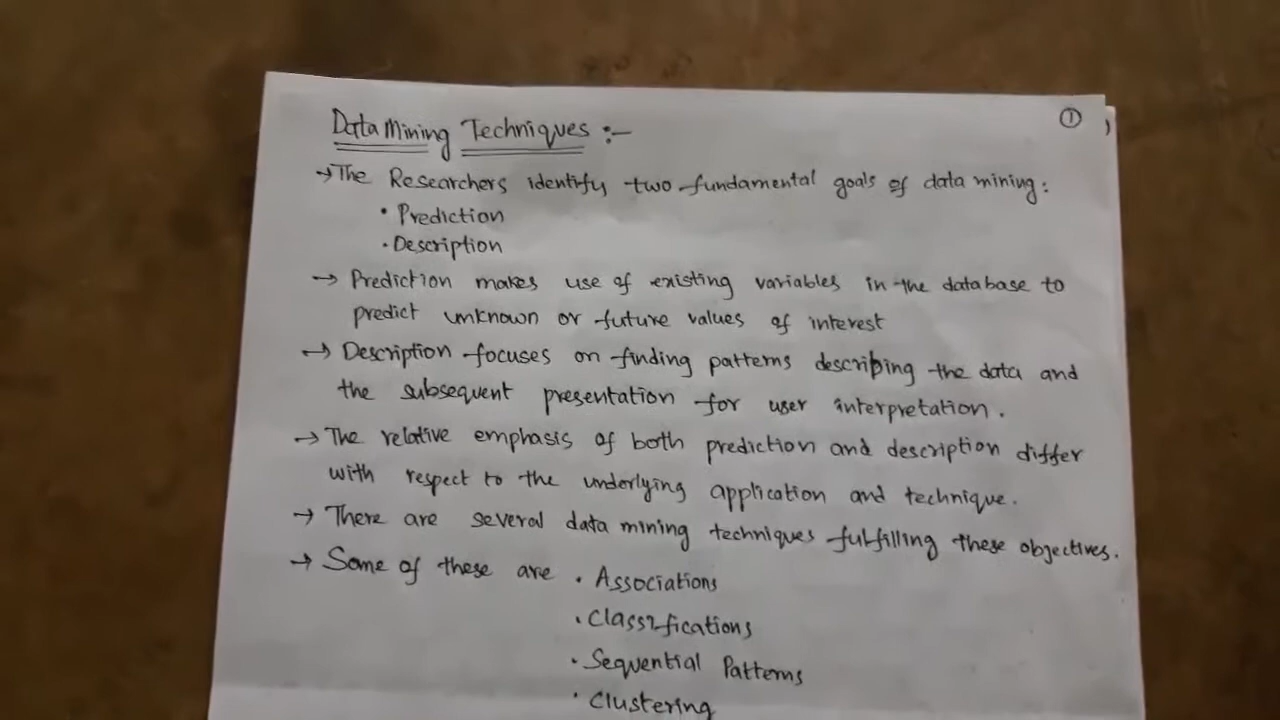 ①
Data Mining Techniques :-
→ The Researchers identify two fundamental goals of data mining:
• Prediction
• Description
→ Prediction makes use of existing variables in the database to
predict unknown or future values of interest
→ Description focuses on finding patterns describing the data and
the subsequent presentation for user interpretation.
→ The relative emphasis of both prediction and description differ
with respect to the underlying application and technique.
→ There are several data mining techniques fulfilling these objectives.
→ Some of these are • Associations
• Classifications
• Sequential Patterns
• Clustering